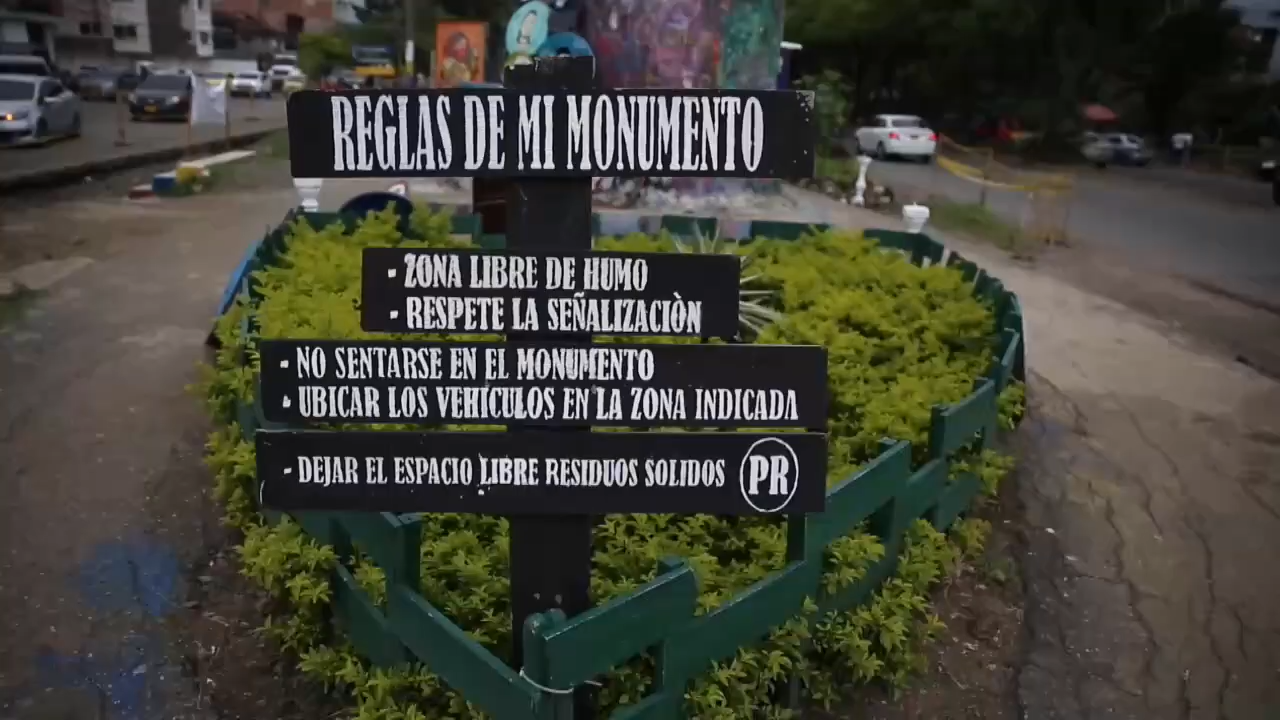 REGLAS DE MI MONUMENTO
- ZONA LIBRE DE HUMO
- RESPETE LA SEÑALIZACIÒN
- NO SENTARSE EN EL MONUMENTO
- UBICAR LOS VEHICULOS EN LA ZONA INDICADA
- DEJAR EL ESPACIO LIBRE RESIDUOS SOLIDOS PR